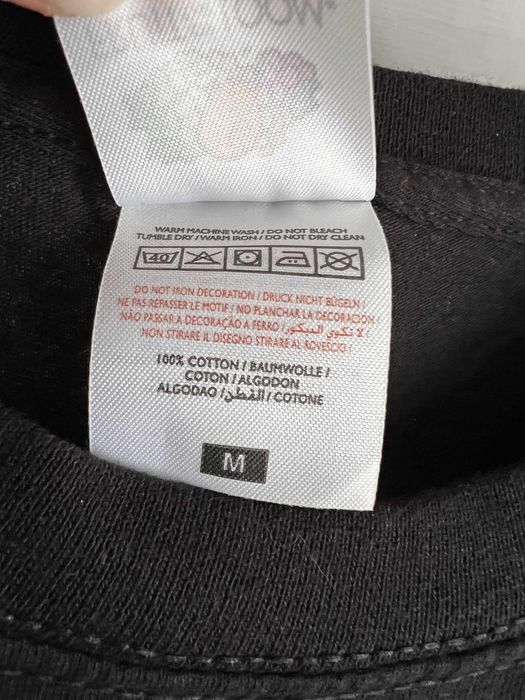 WARM MACHINE WASH / DO NOT BLEACH
TUMBLE DRY / WARM IRON / DO NOT DRY CLEAN
40
DO NOT IRON DECORATION / DRUCK NICHT BÜGELN /
NE PAS REPASSER LE MOTIF / NO PLANCHAR LA DECORACION
NÃO PASSAR A DECORAÇÃO A FERRO / لا تكوي الديكور /
NON STIRARE IL DISEGNO STIRARE AL ROVESCIO /
100% COTTON / BAUMWOLLE /
COTON / ALGODON
ALGODAO / القطن / COTONE
M